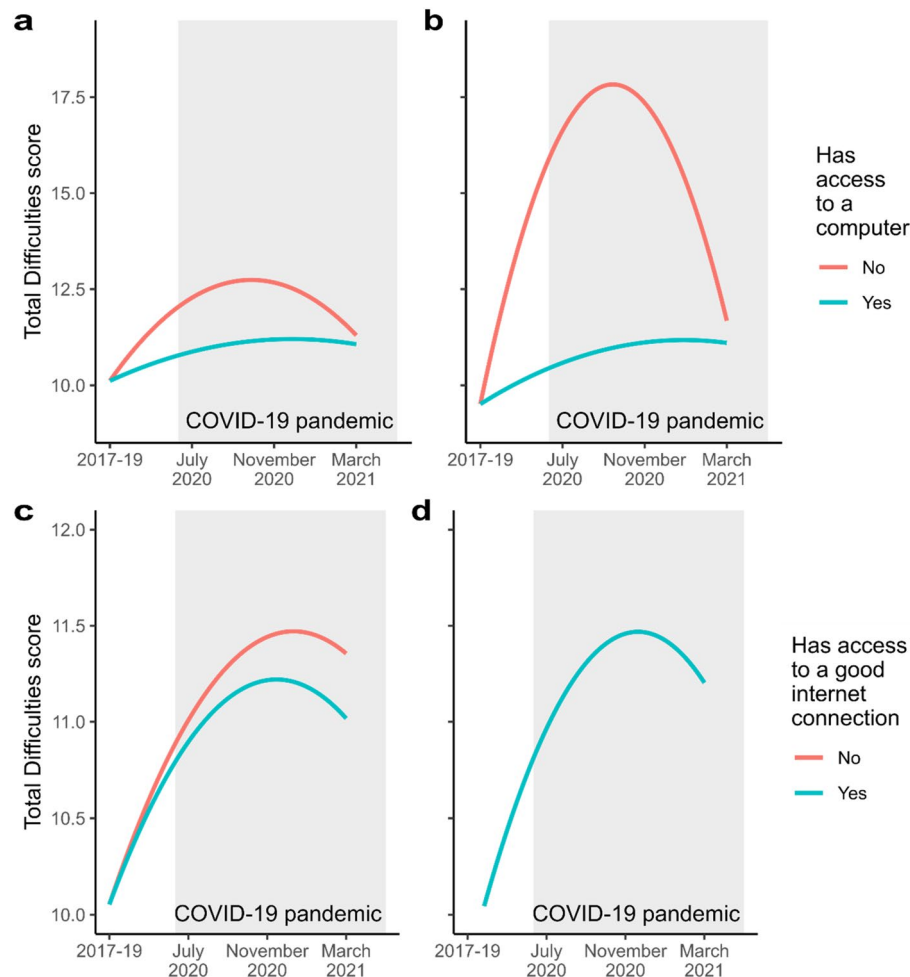 a
b
Total Difficulties score
17.5
15.0
12.5
10.0
COVID-19 pandemic
COVID-19 pandemic
2017-19
July
2020
November
2020
March
2021
2017-19
July
2020
November
2020
March
2021
Has
access
to a
computer
No
Yes
c
d
Total Difficulties score
12.0
11.5
11.0
10.5
10.0
COVID-19 pandemic
COVID-19 pandemic
2017-19
July
2020
November
2020
March
2021
2017-19
July
2020
November
2020
March
2021
Has access
to a good
internet
connection
No
Yes